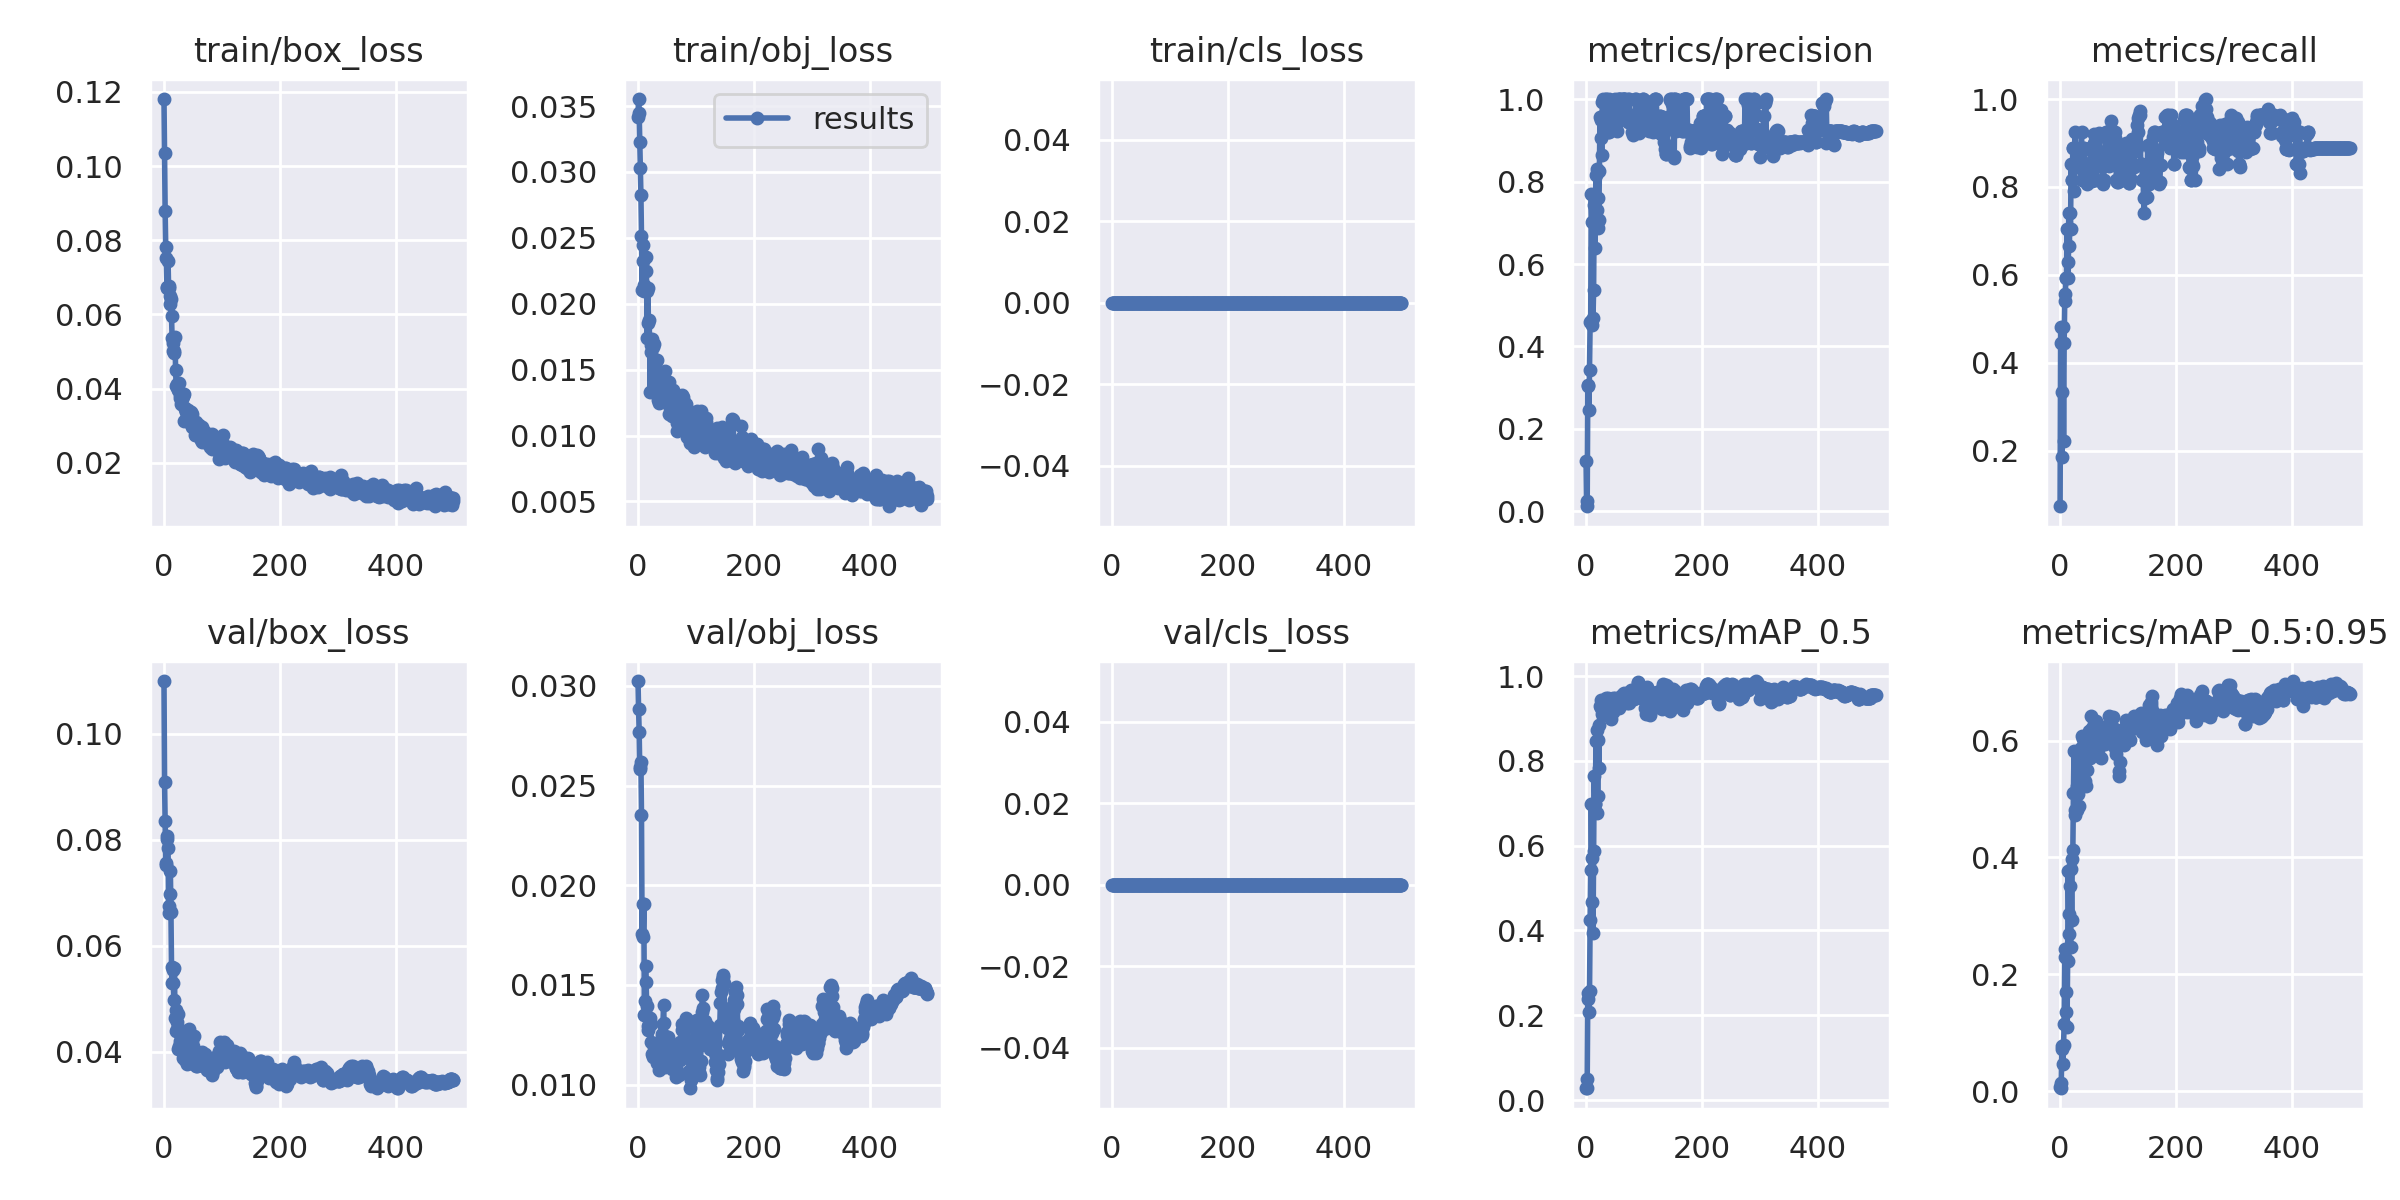 train/box_loss
0.12
0.10
0.08
0.06
0.04
0.02
0 200 400
train/obj_loss
results
0.035
0.030
0.025
0.020
0.015
0.010
0.005
0 200 400
train/cls_loss
0.04
0.02
0.00
−0.02
−0.04
0 200 400
metrics/precision
1.0
0.8
0.6
0.4
0.2
0.0
0 200 400
metrics/recall
1.0
0.8
0.6
0.4
0.2
0 200 400
val/box_loss
0.10
0.08
0.06
0.04
0 200 400
val/obj_loss
0.030
0.025
0.020
0.015
0.010
0 200 400
val/cls_loss
0.04
0.02
0.00
−0.02
−0.04
0 200 400
metrics/mAP_0.5
1.0
0.8
0.6
0.4
0.2
0.0
0 200 400
metrics/mAP_0.5:0.95
0.6
0.4
0.2
0.0
0 200 400